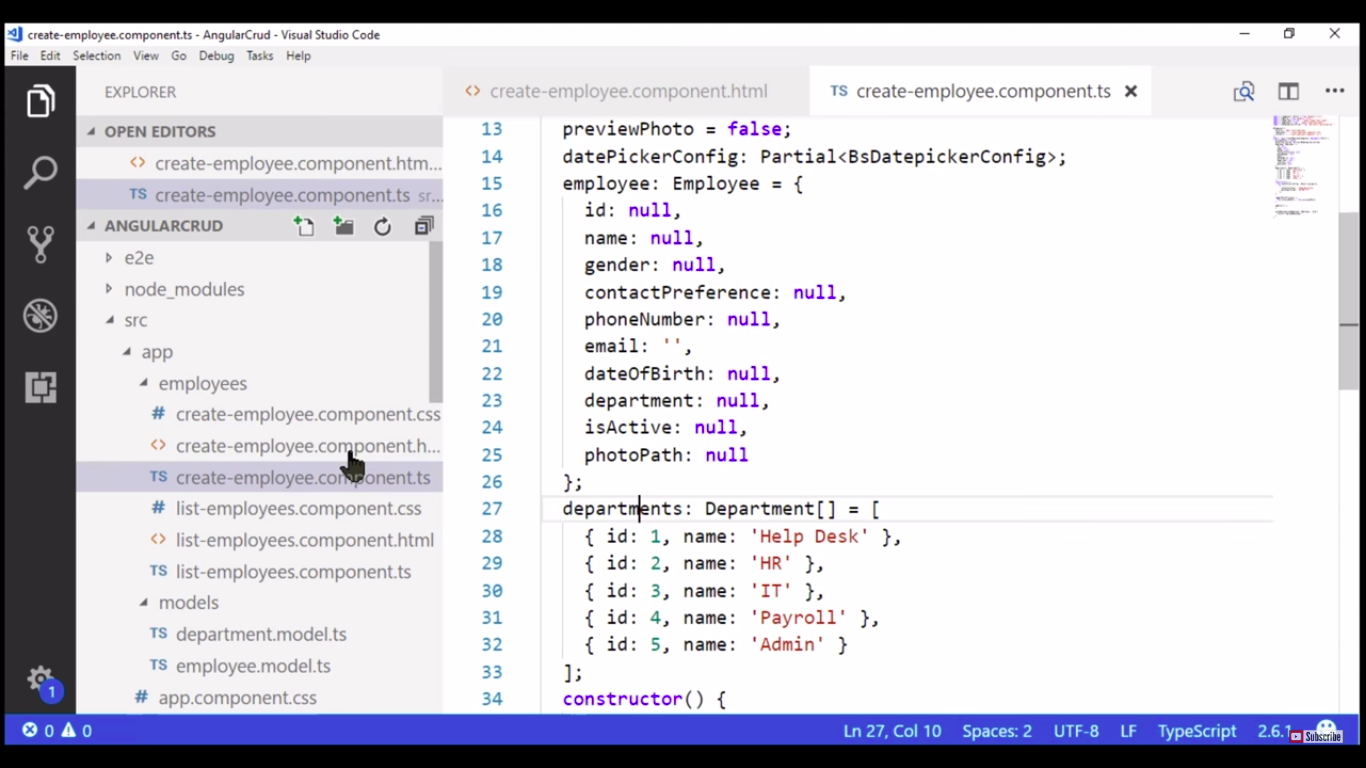 create-employee.component.ts - AngularCrud - Visual Studio Code
File Edit Selection View Go Debug Tasks Help
EXPLORER
OPEN EDITORS
create-employee.component.htm...
create-employee.component.ts sr...
ANGULARCRUD
e2e
node_modules
src
app
employees
create-employee.component.css
create-employee.component.h...
create-employee.component.ts
list-employees.component.css
list-employees.component.html
list-employees.component.ts
models
department.model.ts
employee.model.ts
app.component.css
1
create-employee.component.html
TS create-employee.component.ts
13 previewPhoto = false;
14 datePickerConfig: Partial<BsDatepickerConfig>;
15 employee: Employee = {
16 id: null,
17 name: null,
18 gender: null,
19 contactPreference: null,
20 phoneNumber: null,
21 email: '',
22 dateOfBirth: null,
23 department: null,
24 isActive: null,
25 photoPath: null
26 };
27 departments: Department[] = [
28 { id: 1, name: 'Help Desk' },
29 { id: 2, name: 'HR' },
30 { id: 3, name: 'IT' },
31 { id: 4, name: 'Payroll' },
32 { id: 5, name: 'Admin' }
33 ];
34 constructor() {
0 0 Ln 27, Col 10 Spaces: 2 UTF-8 LF TypeScript 2.6.1
Subscribe